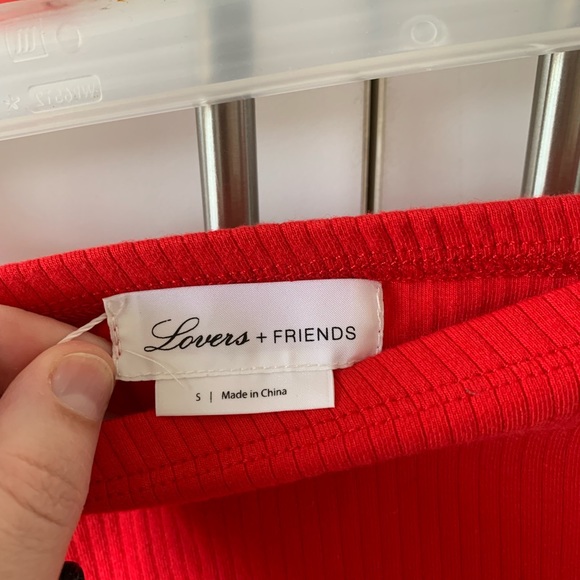 Lovers + FRIENDS
S | Made in China